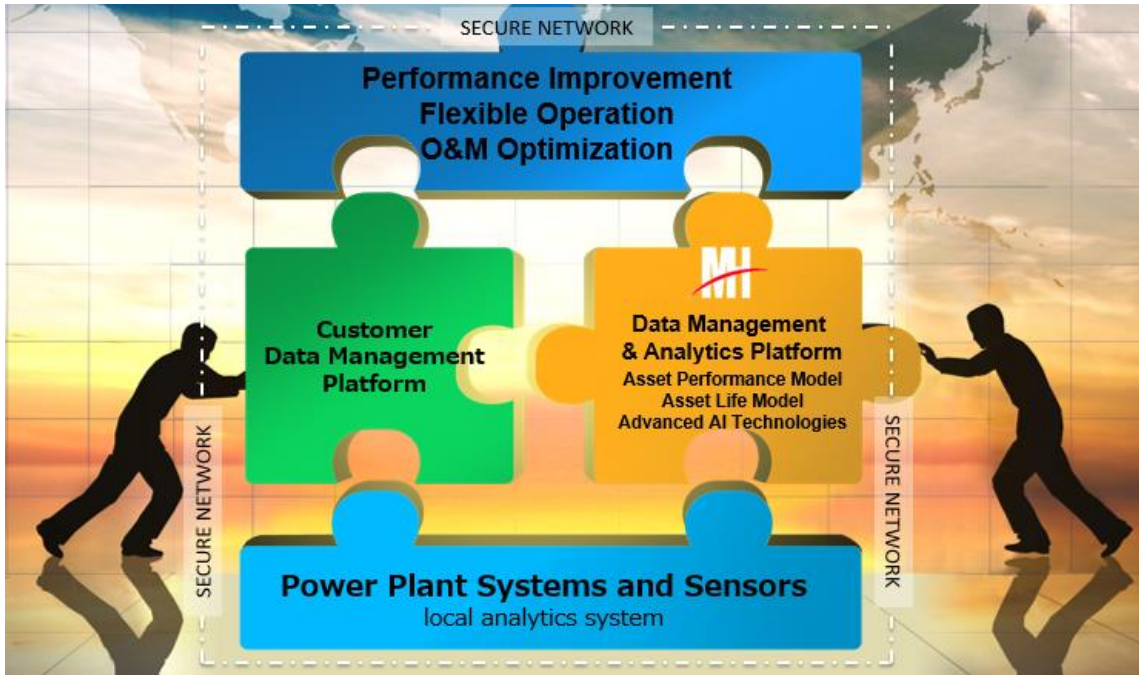 SECURE NETWORK
Performance Improvement
Flexible Operation
O&M Optimization
Customer
Data Management
Platform
MHI
Data Management
& Analytics Platform
Asset Performance Model
Asset Life Model
Advanced AI Technologies
SECURE NETWORK
SECURE NETWORK
Power Plant Systems and Sensors
local analytics system